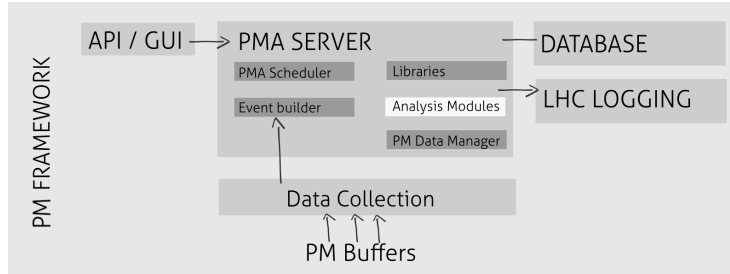 PM FRAMEWORK
API / GUI
PMA SERVER
PMA Scheduler
Event builder
Libraries
Analysis Modules
PM Data Manager
DATABASE
LHC LOGGING
Data Collection
PM Buffers